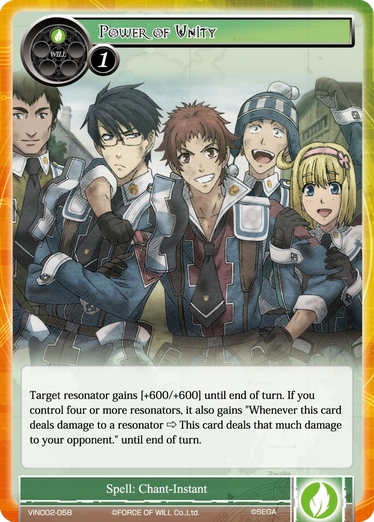 Power of Unity
WILL
1
Target resonator gains [+600/+600] until end of turn. If you
control four or more resonators, it also gains "Whenever this card
deals damage to a resonator ⇨ This card deals that much damage
to your opponent." until end of turn.
Spell: Chant-Instant
VIN002-058 ©FORCE OF WILL Co.,Ltd. ©SEGA